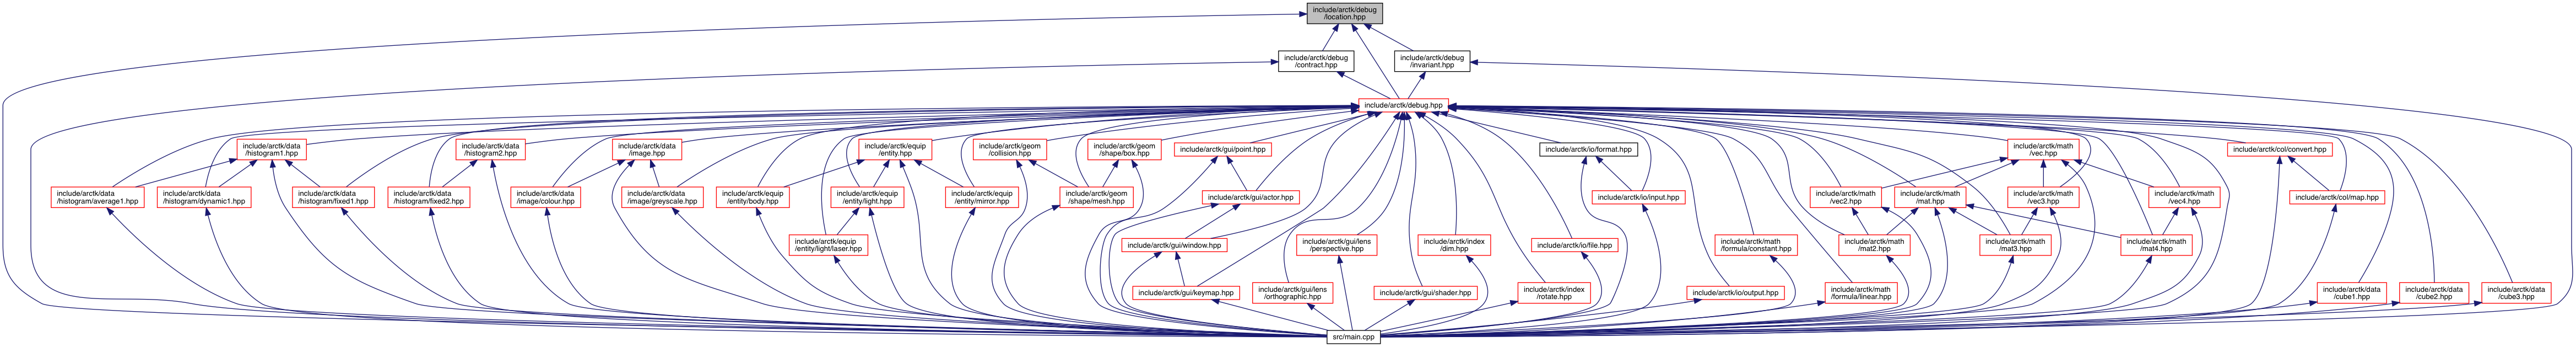 include/arctk/debug
/location.hpp
include/arctk/debug
/contract.hpp
include/arctk/debug
/invariant.hpp
include/arctk/debug.hpp
include/arctk/data
/histogram1.hpp
include/arctk/data
/histogram2.hpp
include/arctk/data
/image.hpp
include/arctk/equip
/entity.hpp
include/arctk/geom
/collision.hpp
include/arctk/geom
/shape/box.hpp
include/arctk/gui/point.hpp
include/arctk/io/format.hpp
include/arctk/math
/vec.hpp
include/arctk/col/convert.hpp
include/arctk/data
/histogram/average1.hpp
include/arctk/data
/histogram/dynamic1.hpp
include/arctk/data
/histogram/fixed1.hpp
include/arctk/data
/histogram/fixed2.hpp
include/arctk/data
/image/colour.hpp
include/arctk/data
/image/greyscale.hpp
include/arctk/equip
/entity/body.hpp
include/arctk/equip
/entity/light.hpp
include/arctk/equip
/entity/mirror.hpp
include/arctk/geom
/shape/mesh.hpp
include/arctk/gui/actor.hpp
include/arctk/io/input.hpp
include/arctk/math
/vec2.hpp
include/arctk/math
/mat.hpp
include/arctk/math
/vec3.hpp
include/arctk/math
/vec4.hpp
include/arctk/col/map.hpp
include/arctk/equip
/entity/light/laser.hpp
include/arctk/gui/window.hpp
include/arctk/gui/lens
/perspective.hpp
include/arctk/index
/dim.hpp
include/arctk/io/file.hpp
include/arctk/math
/formula/constant.hpp
include/arctk/math
/mat2.hpp
include/arctk/math
/mat3.hpp
include/arctk/math
/mat4.hpp
include/arctk/gui/keymap.hpp
include/arctk/gui/lens
/orthographic.hpp
include/arctk/gui/shader.hpp
include/arctk/index
/rotate.hpp
include/arctk/io/output.hpp
include/arctk/math
/formula/linear.hpp
include/arctk/data
/cube1.hpp
include/arctk/data
/cube2.hpp
include/arctk/data
/cube3.hpp
src/main.cpp